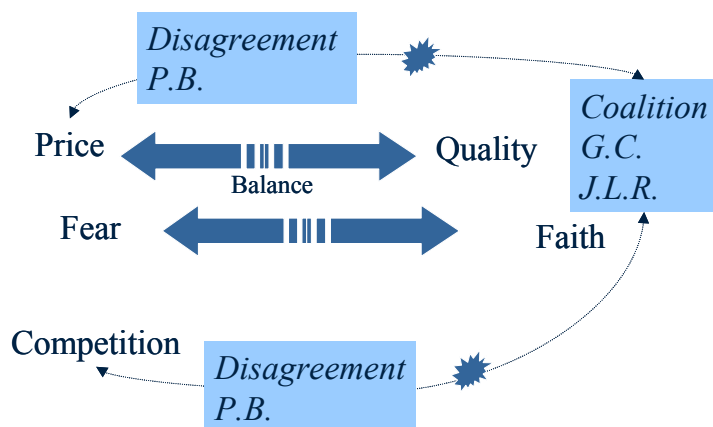 Disagreement
P.B.
Coalition
G.C.
J.L.R.
Price
Quality
Balance
Fear
Faith
Competition
Disagreement
P.B.